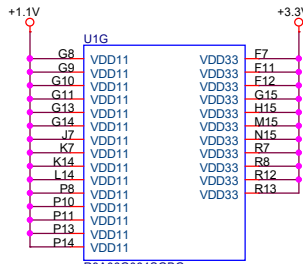 +1.1V +3.3V
U1G
G8 VDD11 VDD33 F7
G9 VDD11 VDD33 F11
G10 VDD11 VDD33 F12
G11 VDD11 VDD33 G15
G13 VDD11 VDD33 H15
G14 VDD11 VDD33 M15
J7 VDD11 VDD33 N15
K7 VDD11 VDD33 R7
K14 VDD11 VDD33 R8
L14 VDD11 VDD33 R12
P8 VDD11 VDD33 R13
P10 VDD11
P11 VDD11
P13 VDD11
P14 VDD11